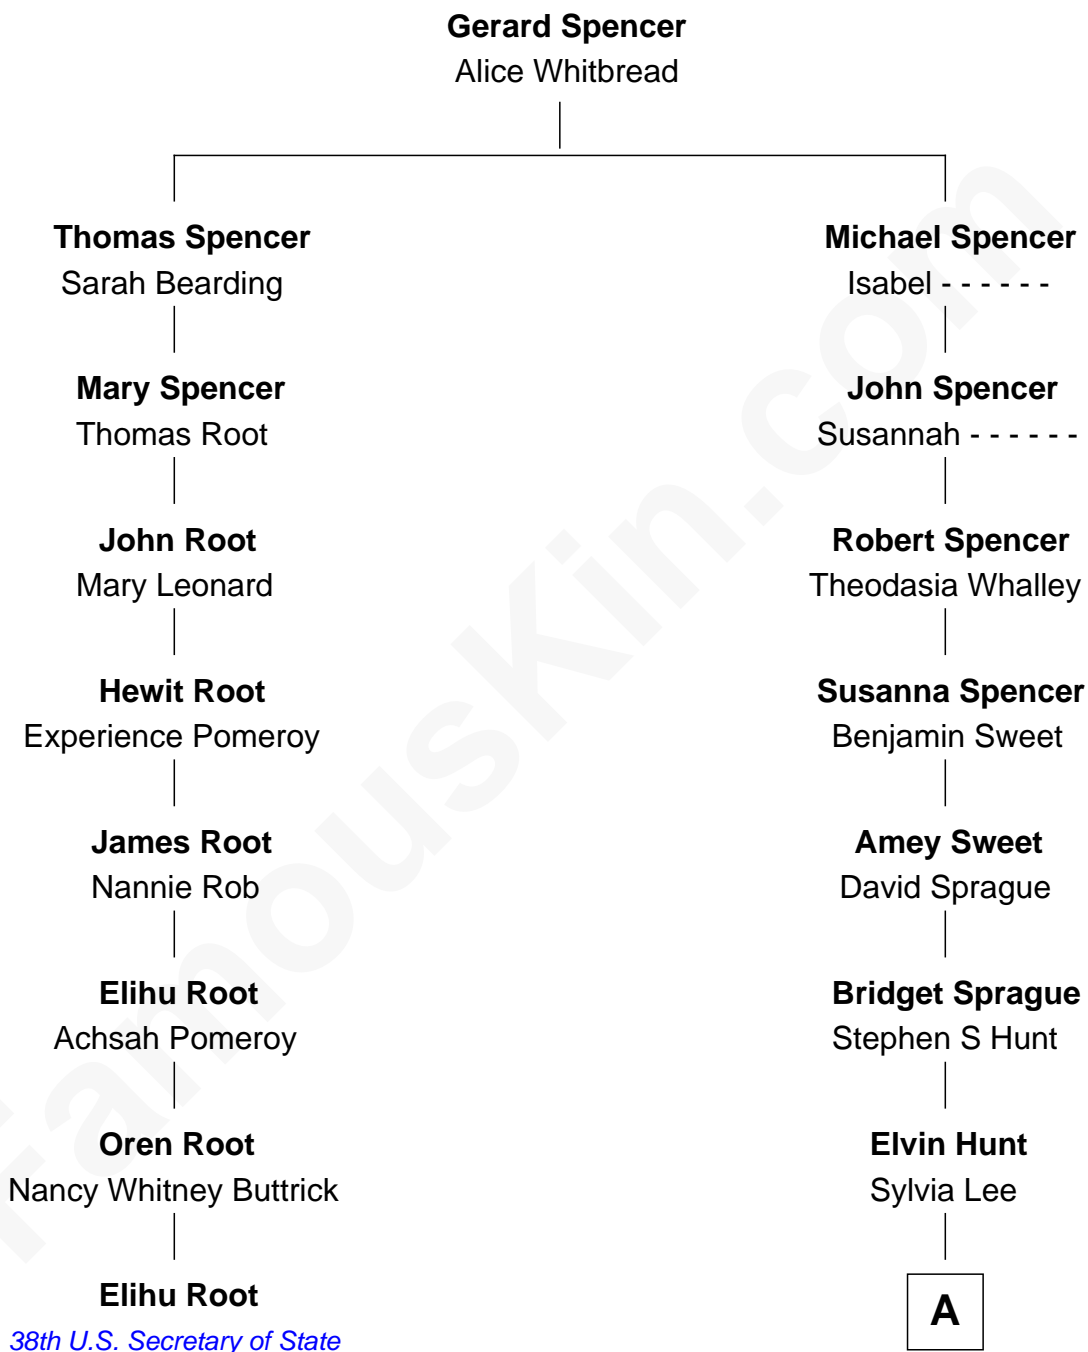 Gerard Spencer
Alice Whitbread
Thomas Spencer
Sarah Bearding
Mary Spencer
Thomas Root
John Root
Mary Leonard
Hewit Root
Experience Pomeroy
James Root
Nannie Rob
Elihu Root
Achsah Pomeroy
Oren Root
Nancy Whitney Buttrick
Elihu Root
38th U.S. Secretary of State
Michael Spencer
Isabel - - - - - -
John Spencer
Susannah - - - - - -
Robert Spencer
Theodasia Whalley
Susanna Spencer
Benjamin Sweet
Amey Sweet
David Sprague
Bridget Sprague
Stephen S Hunt
Elvin Hunt
Sylvia Lee
A
FamousKin.com